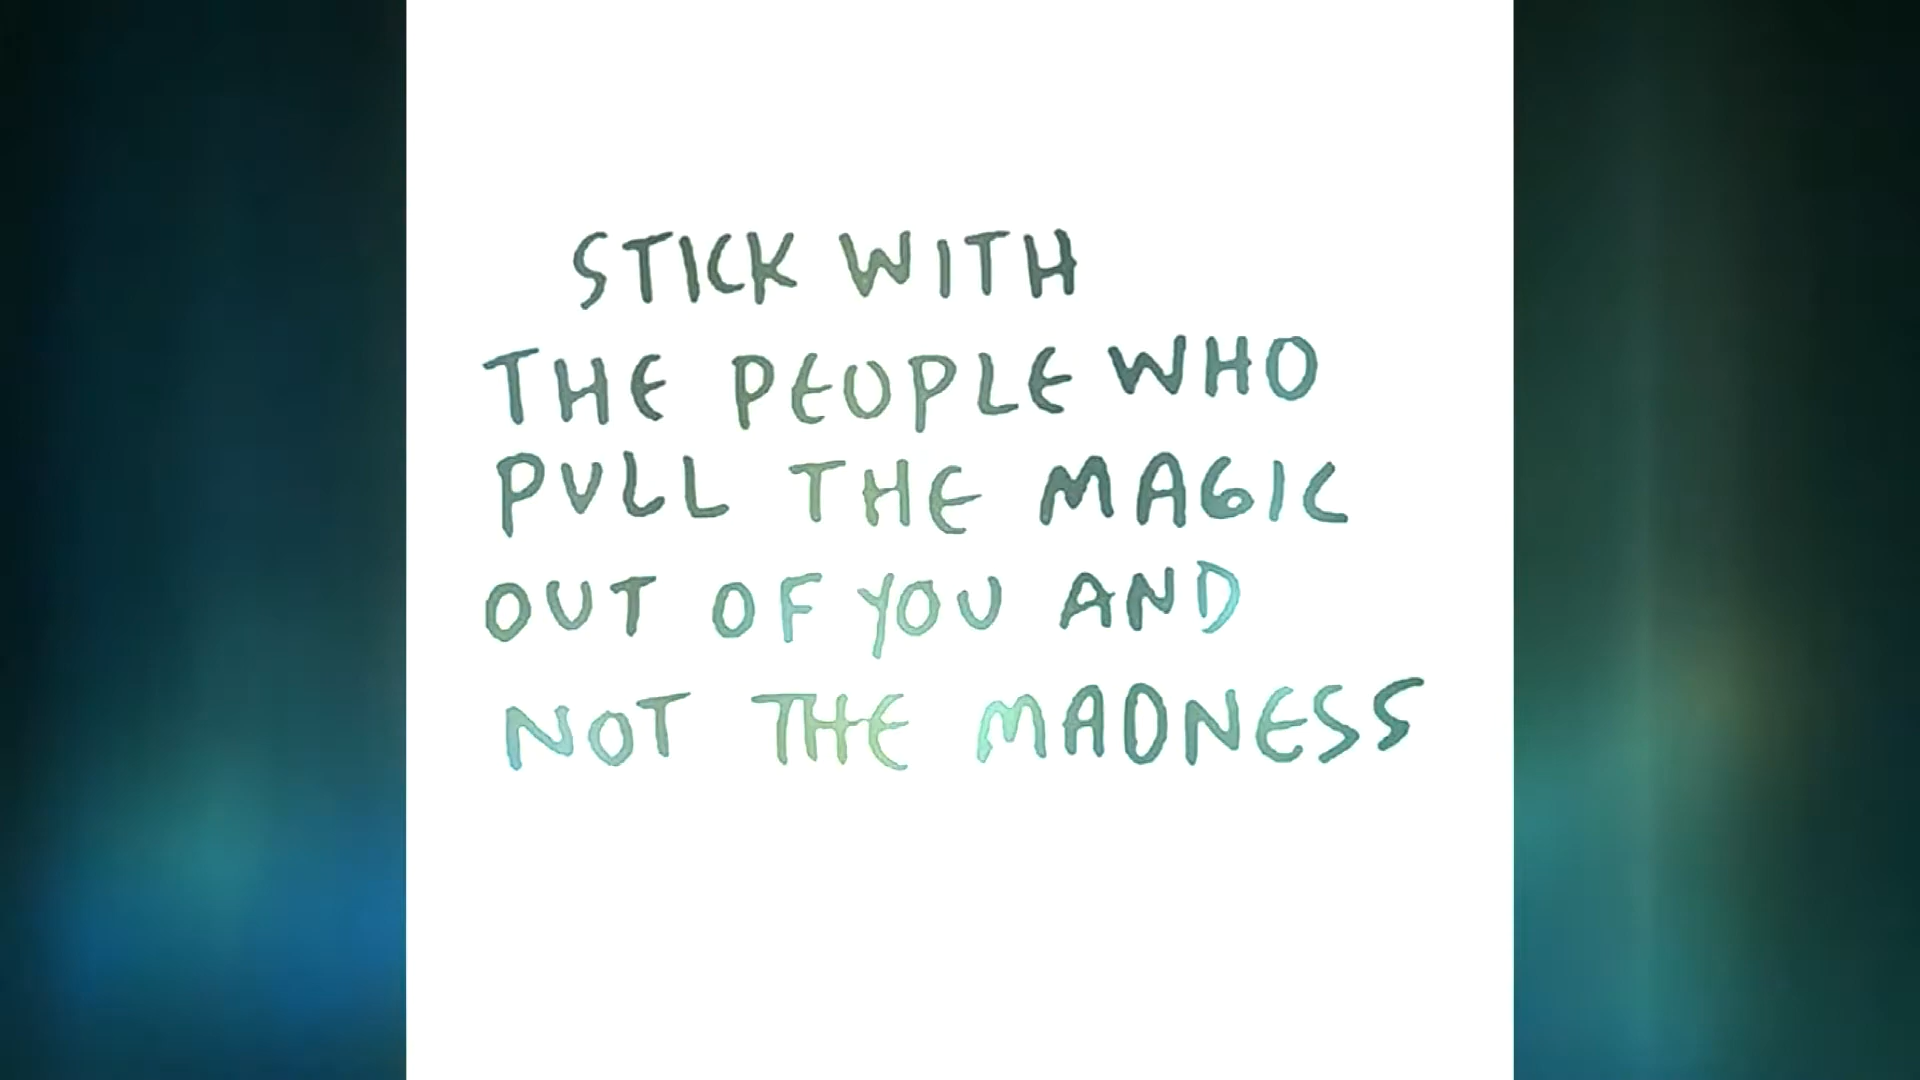 STICK WITH
THE PEOPLE WHO
PULL THE MAGIC
OUT OF YOU AND
NOT THE MADNESS